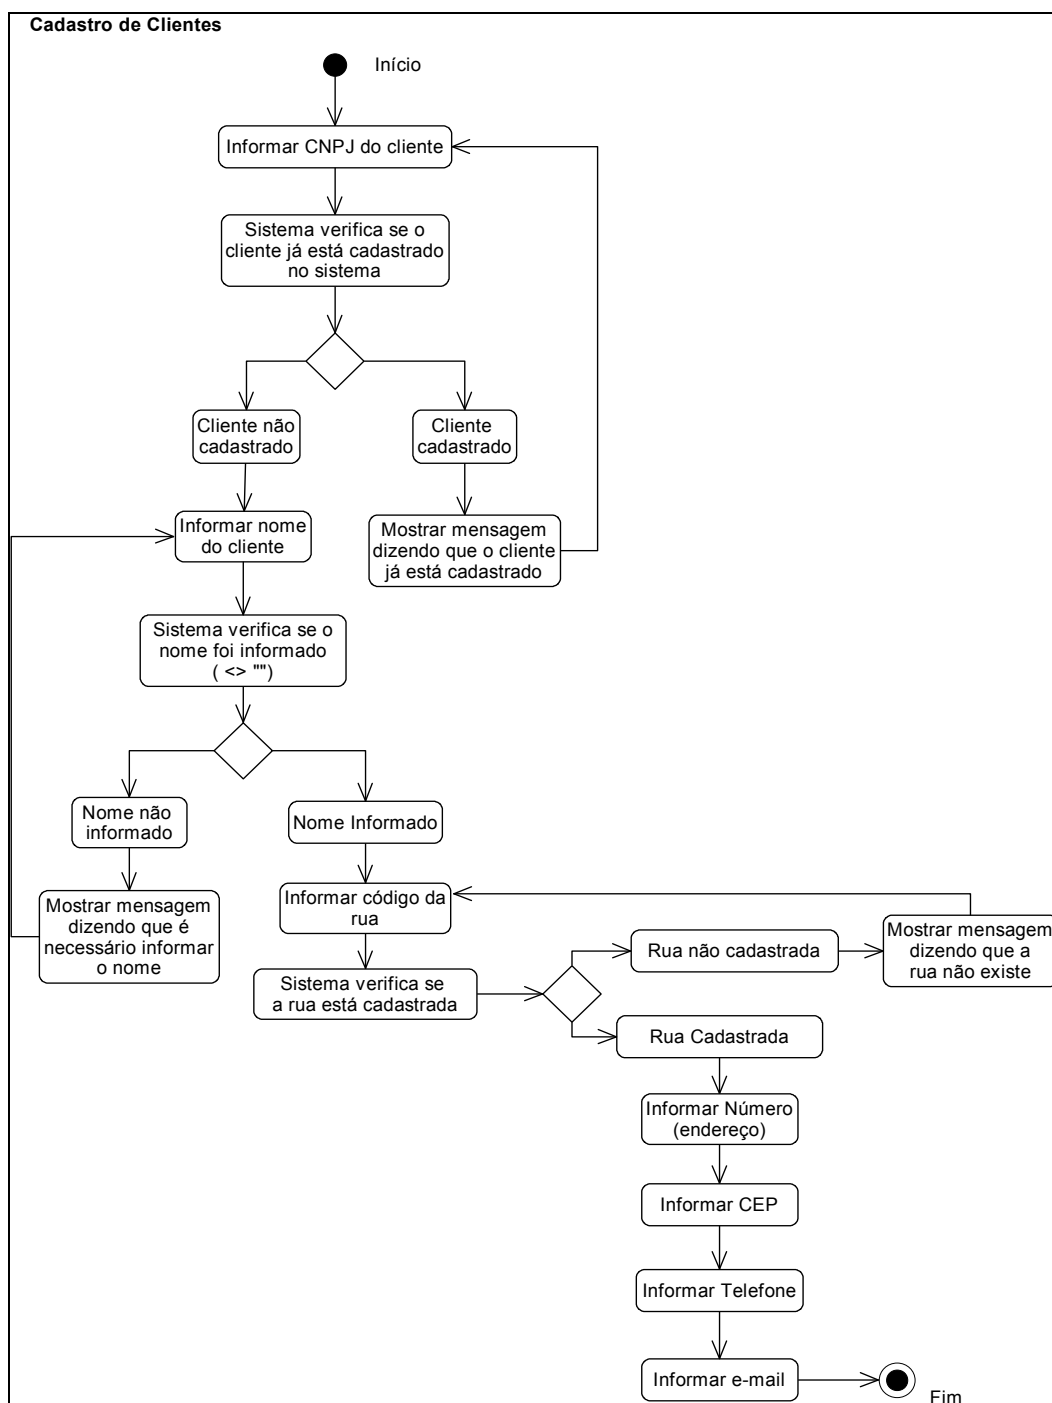 Cadastro de Clientes
Início
Informar CNPJ do cliente
Sistema verifica se o
cliente já está cadastrado
no sistema
Cliente não
cadastrado
Cliente
cadastrado
Informar nome
do cliente
Mostrar mensagem
dizendo que o cliente
já está cadastrado
Sistema verifica se o
nome foi informado
( <> "")
Nome não
informado
Nome Informado
Mostrar mensagem
dizendo que é
necessário informar
o nome
Informar código da
rua
Sistema verifica se
a rua está cadastrada
Rua não cadastrada
Mostrar mensagem
dizendo que a
rua não existe
Rua Cadastrada
Informar Número
(endereço)
Informar CEP
Informar Telefone
Informar e-mail
Fim